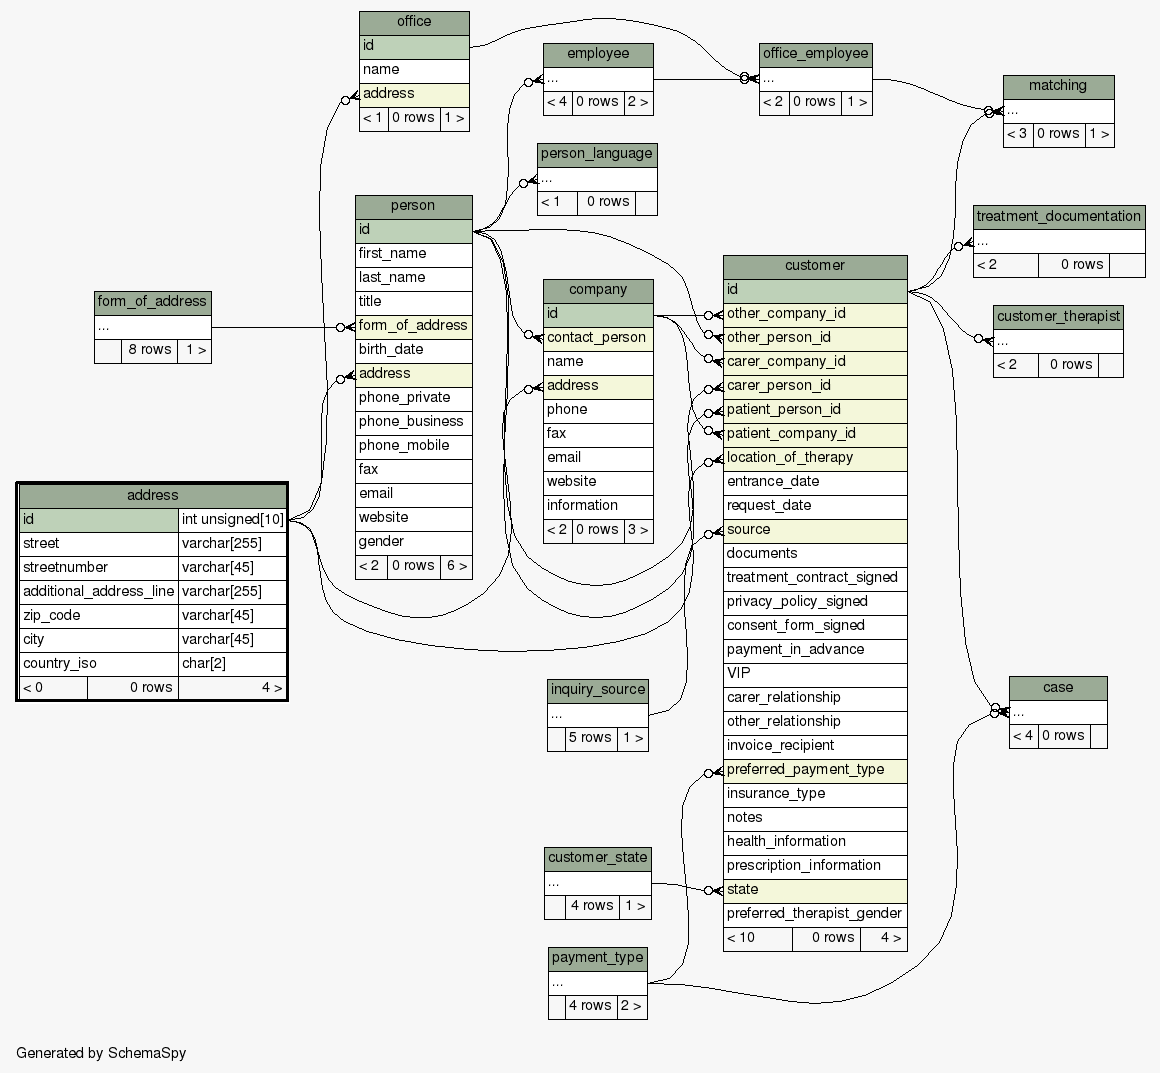 office
id
name
address
< 1 0 rows 1 >
employee
...
< 4 0 rows 2 >
office_employee
...
< 2 0 rows 1 >
matching
...
< 3 0 rows 1 >
person_language
...
< 1 0 rows
person
id
first_name
last_name
title
form_of_address
birth_date
address
phone_private
phone_business
phone_mobile
fax
email
website
gender
< 2 0 rows 6 >
treatment_documentation
...
< 2 0 rows
form_of_address
...
8 rows 1 >
company
id
contact_person
name
address
phone
fax
email
website
information
< 2 0 rows 3 >
customer
id
other_company_id
other_person_id
carer_company_id
carer_person_id
patient_person_id
patient_company_id
location_of_therapy
entrance_date
request_date
source
documents
treatment_contract_signed
privacy_policy_signed
consent_form_signed
payment_in_advance
VIP
carer_relationship
other_relationship
invoice_recipient
preferred_payment_type
insurance_type
notes
health_information
prescription_information
state
preferred_therapist_gender
< 10 0 rows 4 >
customer_therapist
...
< 2 0 rows
address
id int unsigned[10]
street varchar[255]
streetnumber varchar[45]
additional_address_line varchar[255]
zip_code varchar[45]
city varchar[45]
country_iso char[2]
< 0 0 rows 4 >
inquiry_source
...
5 rows 1 >
case
...
< 4 0 rows
customer_state
...
4 rows 1 >
payment_type
...
4 rows 2 >
Generated by SchemaSpy